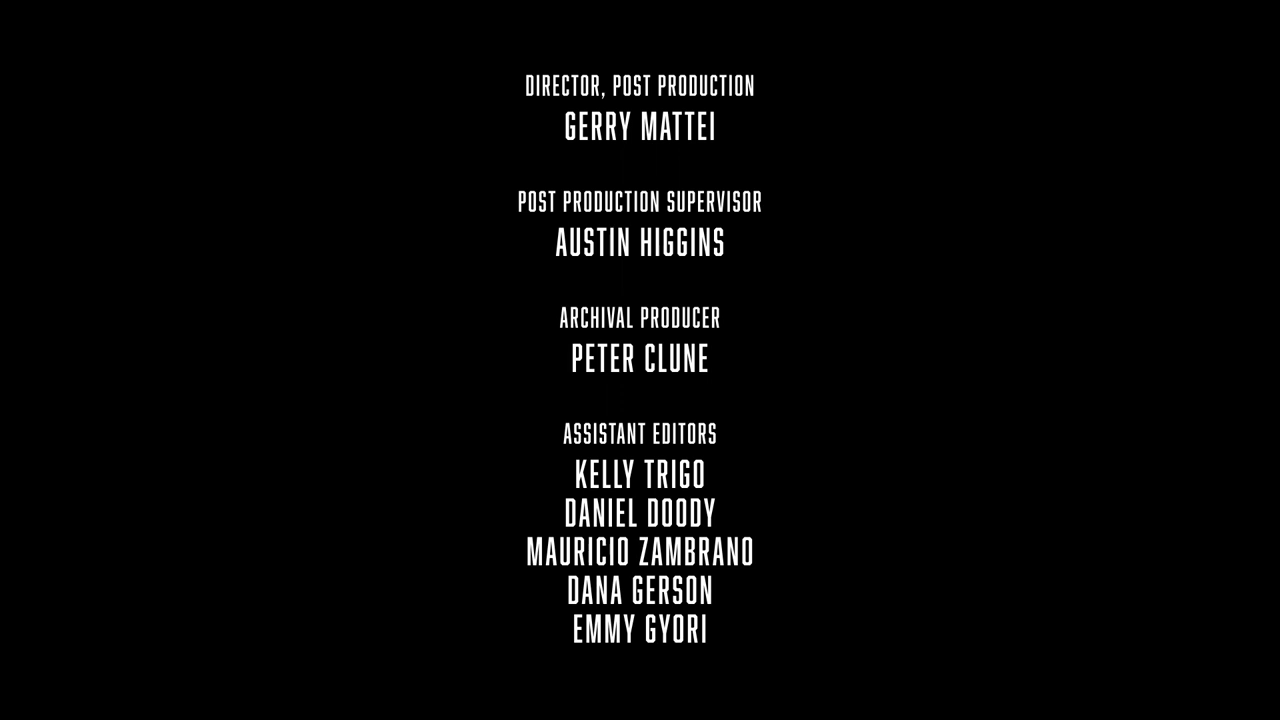 DIRECTOR, POST PRODUCTION
GERRY MATTEI
POST PRODUCTION SUPERVISOR
AUSTIN HIGGINS
ARCHIVAL PRODUCER
PETER CLUNE
ASSISTANT EDITORS
KELLY TRIGO
DANIEL DOODY
MAURICIO ZAMBRANO
DANA GERSON
EMMY GYORI